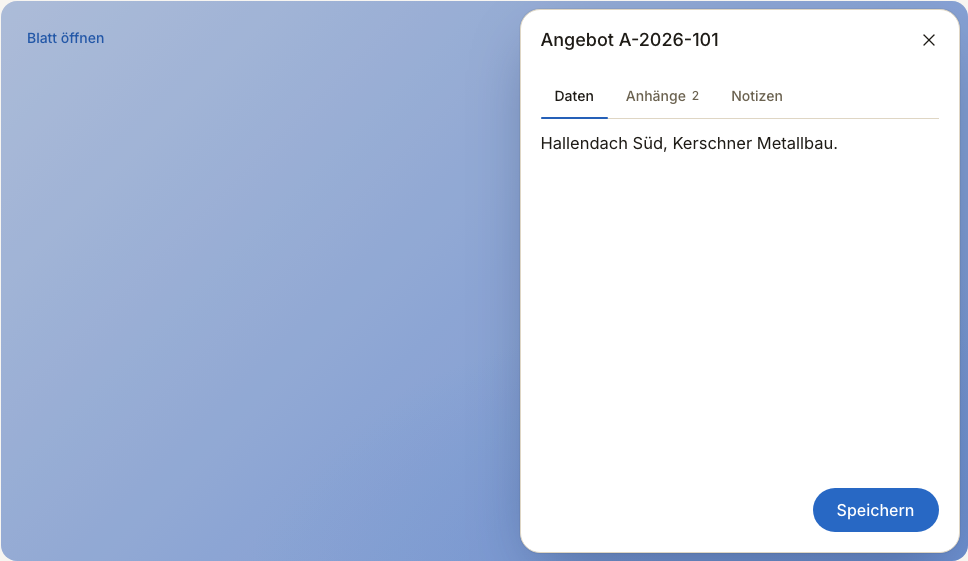 Blatt öffnen
Angebot A-2026-101
Daten Anhänge 2 Notizen
Hallendach Süd, Kerschner Metallbau.
Speichern